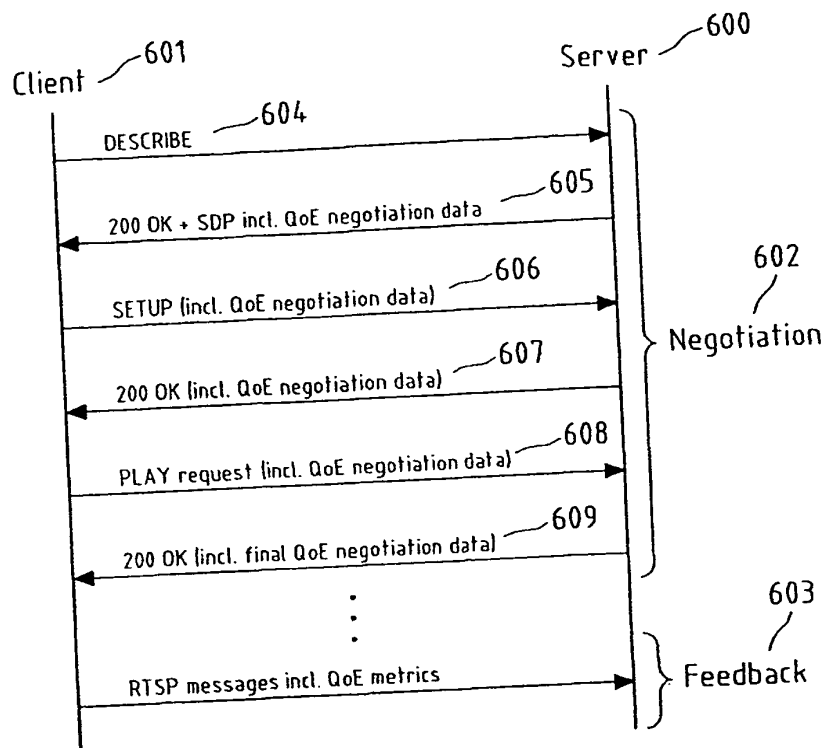 Client 601
Server 600
604
DESCRIBE
605
200 OK + SDP incl. QoE negotiation data
606
SETUP (incl. QoE negotiation data)
602
Negotiation
607
200 OK (incl. QoE negotiation data)
608
PLAY request (incl. QoE negotiation data)
609
200 OK (incl. final QoE negotiation data)
603
Feedback
RTSP messages incl. QoE metrics